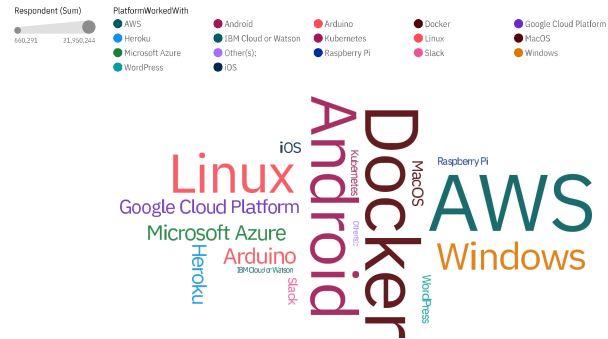 Respondent (Sum)
660,291 31,960,244
PlatformWorkedWith
AWS Android Arduino Docker Google Cloud Platform
Heroku IBM Cloud or Watson Kubernetes Linux MacOS
Microsoft Azure Other(s): Raspberry Pi Slack Windows
WordPress iOS
iOS
Linux
Google Cloud Platform
Microsoft Azure
Heroku
Arduino
IBM Cloud or Watson
Slack
Android
Kubernetes
Other(s):
Docker
MacOS
WordPress
Raspberry Pi
AWS
Windows